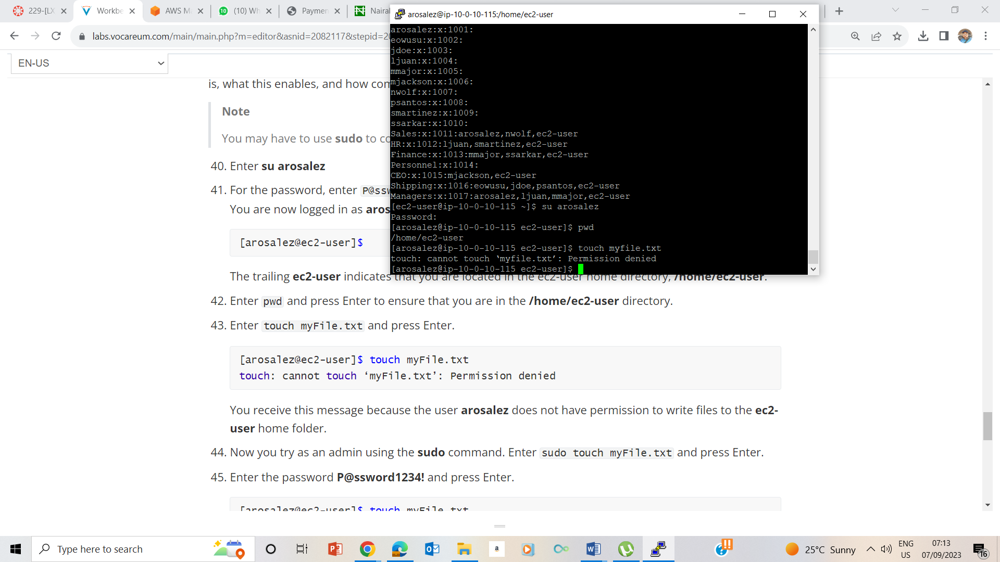 229-[LX
Workbe
AWS M
(10) Wh
Paymen
Nairal
arosalez@ip-10-0-10-115:/home/ec2-user
labs.vocareum.com/main/main.php?m=editor&asnid=2082117&stepid=20
EN-US
is, what this enables, and how com
Note
You may have to use sudo to co
40. Enter su arosalez
41. For the password, enter P@ssw
You are now logged in as aros
[arosalez@ec2-user]$
The trailing ec2-user indicates that you are located in the ec2-user home directory, /home/ec2-user.
42. Enter pwd and press Enter to ensure that you are in the /home/ec2-user directory.
43. Enter touch myFile.txt and press Enter.
[arosalez@ec2-user]$ touch myFile.txt
touch: cannot touch ‘myFile.txt’: Permission denied
You receive this message because the user arosalez does not have permission to write files to the ec2-
user home folder.
44. Now you try as an admin using the sudo command. Enter sudo touch myFile.txt and press Enter.
45. Enter the password P@ssword1234! and press Enter.
[arosalez@ec2-user]$ touch myFile.txt
arosalez:x:1001:
eowusu:x:1002:
jdoe:x:1003:
ljuan:x:1004:
mmajor:x:1005:
mjackson:x:1006:
nwolf:x:1007:
psantos:x:1008:
smartinez:x:1009:
ssarkar:x:1010:
Sales:x:1011:arosalez,nwolf,ec2-user
HR:x:1012:ljuan,smartinez,ec2-user
Finance:x:1013:mmajor,ssarkar,ec2-user
Personnel:x:1014:
CEO:x:1015:mjackson,ec2-user
Shipping:x:1016:eowusu,jdoe,psantos,ec2-user
Managers:x:1017:arosalez,ljuan,mmajor,ec2-user
[ec2-user@ip-10-0-10-115 ~]$ su arosalez
Password:
[arosalez@ip-10-0-10-115 ec2-user]$ pwd
/home/ec2-user
[arosalez@ip-10-0-10-115 ec2-user]$ touch myfile.txt
touch: cannot touch ‘myfile.txt’: Permission denied
[arosalez@ip-10-0-10-115 ec2-user]$
Type here to search
25°C Sunny
ENG
US
07:13
07/09/2023
16